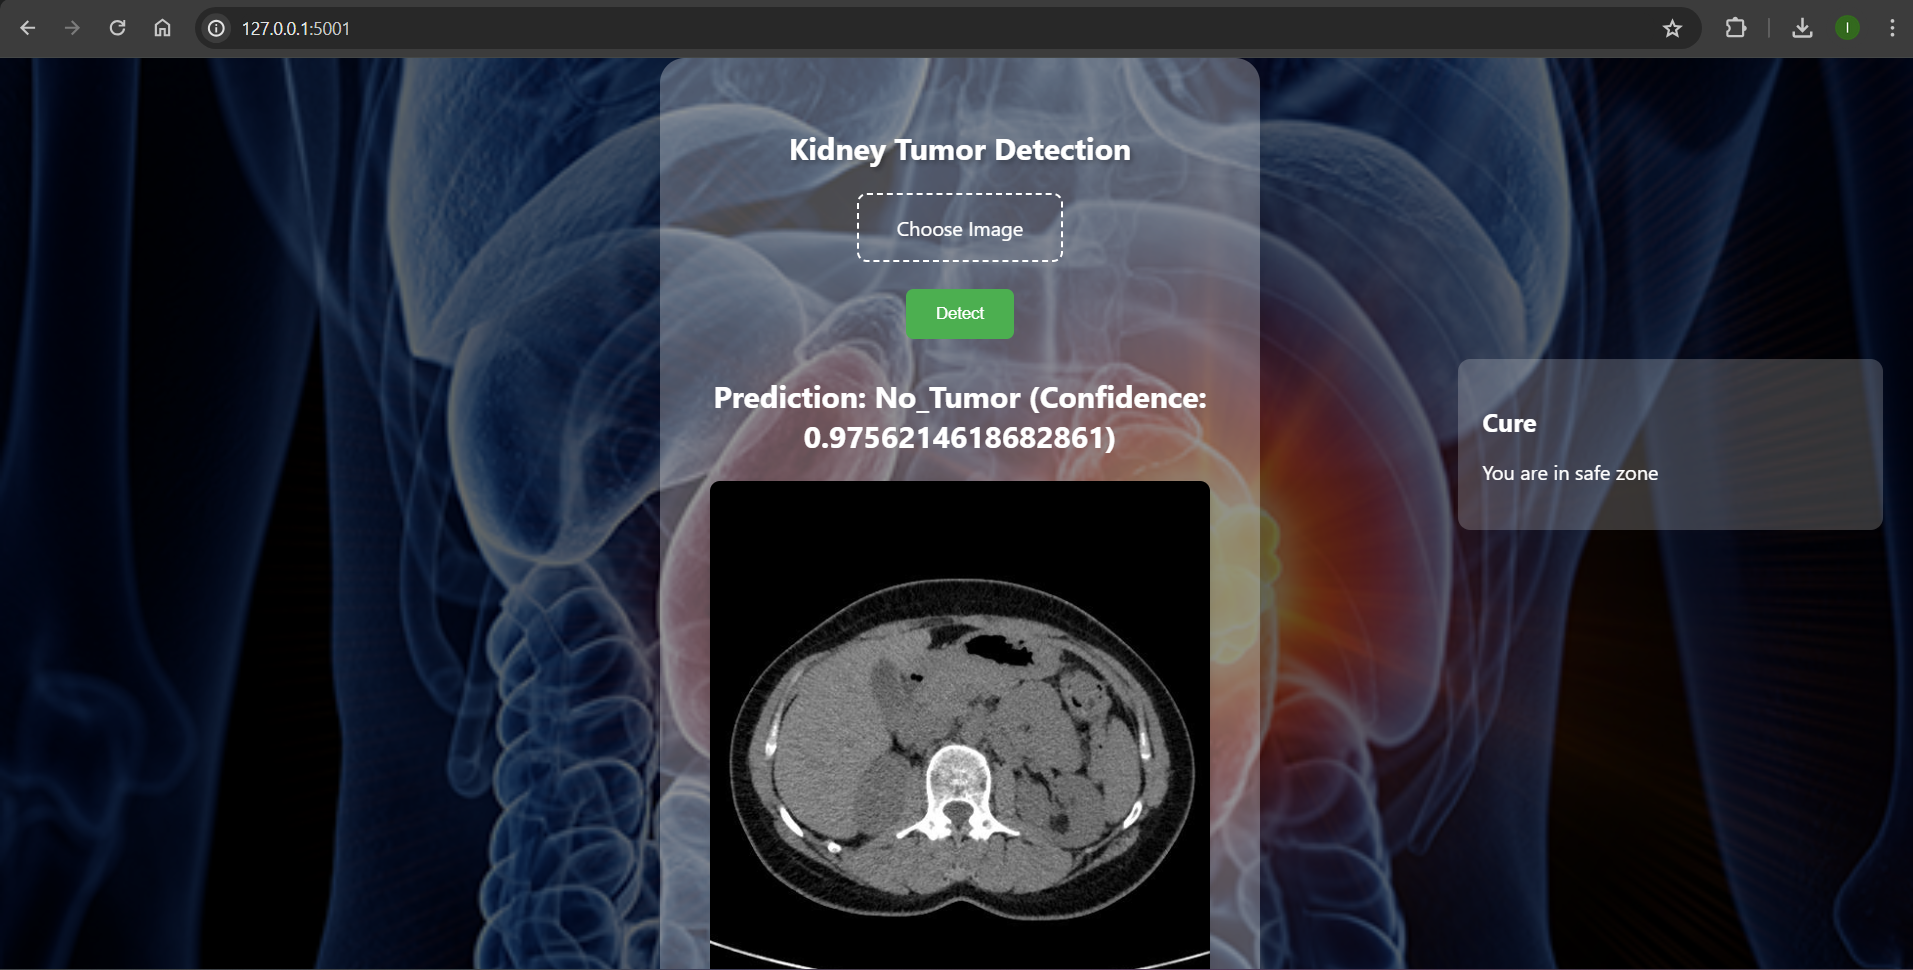 127.0.0.1:5001
I
Kidney Tumor Detection
Choose Image
Detect
Prediction: No_Tumor (Confidence:
0.9756214618682861)
Cure
You are in safe zone